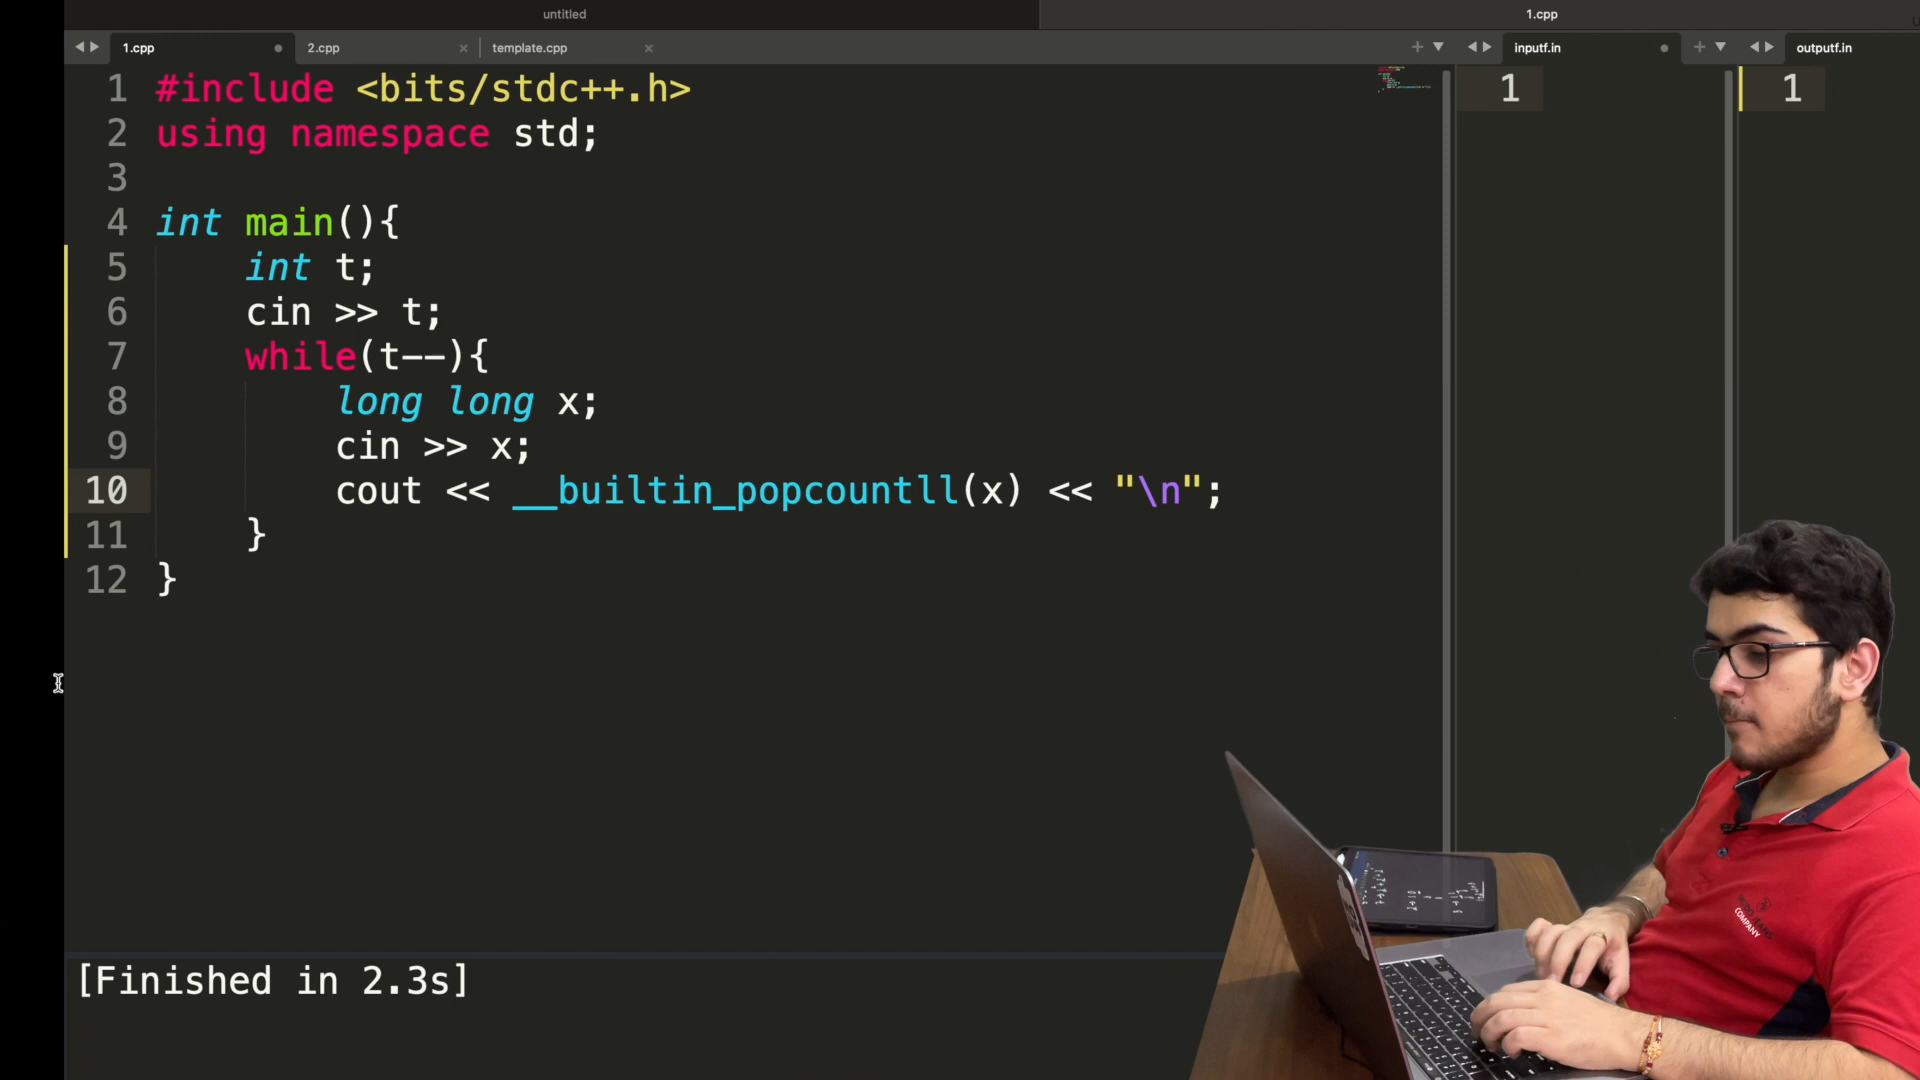 untitled
1.cpp
1.cpp
2.cpp
template.cpp
inputf.in
outputf.in
1 #include <bits/stdc++.h>
2 using namespace std;
3
4 int main(){
5 int t;
6 cin >> t;
7 while(t--){
8 long long x;
9 cin >> x;
10 cout << __builtin_popcountll(x) << "\n";
11 }
12 }
1
1
[Finished in 2.3s]
COMPANY